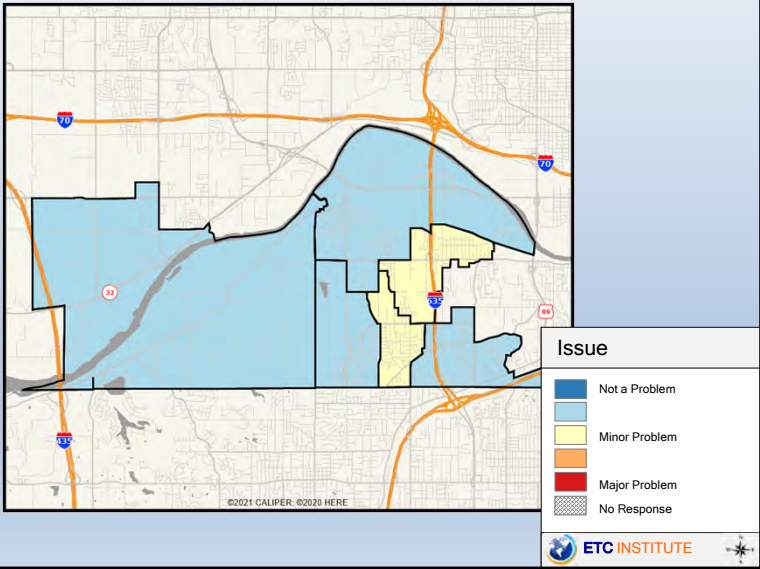 70
70
32
635
69
435
©2021 CALIPER; ©2020 HERE
Issue
Not a Problem
Minor Problem
Major Problem
No Response
ETC INSTITUTE